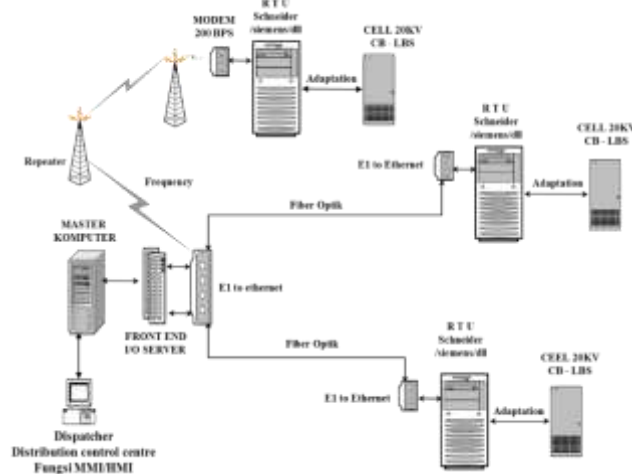 MODEM
200 BPS
R T U
Schneider
/siemens/dll
CELL 20KV
CB - LBS
Adaptation
R T U
Schneider
/siemens/dll
CELL 20KV
CB - LBS
Repeater
E1 to Ethernet
Adaptation
Frequency
Fiber Optik
MASTER
KOMPUTER
E1 to ethernet
FRONT END
I/O SERVER
R T U
Schneider
/siemens/dll
CEEL 20KV
CB - LBS
Fiber Optik
E1 to Ethernet
Adaptation
Dispatcher
Distribution control centre
Fungsi MMI/HMI